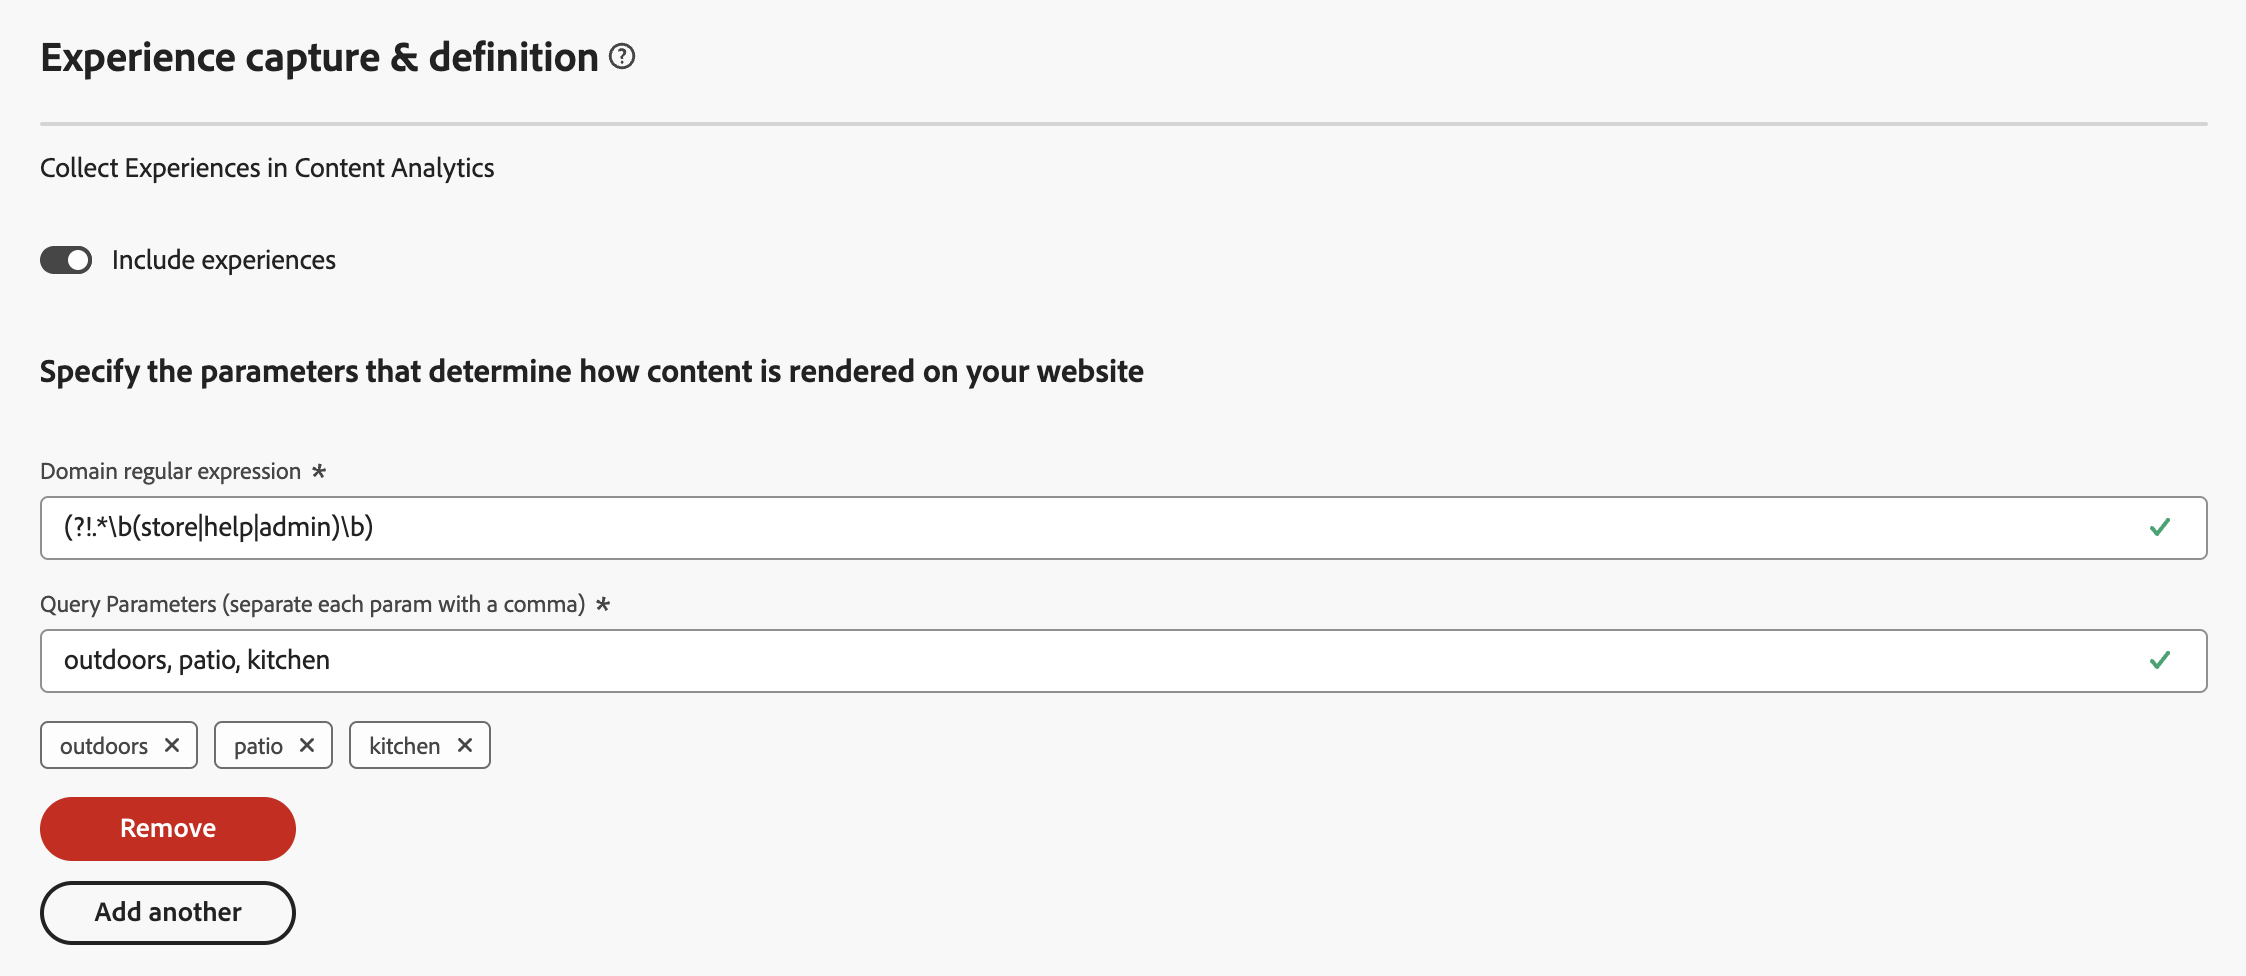 Experience capture & definition ?
Collect Experiences in Content Analytics
Include experiences
Specify the parameters that determine how content is rendered on your website
Domain regular expression *
(?!.*\b(store|help|admin)\b)
Query Parameters (separate each param with a comma) *
outdoors, patio, kitchen
outdoors patio kitchen
Remove
Add another